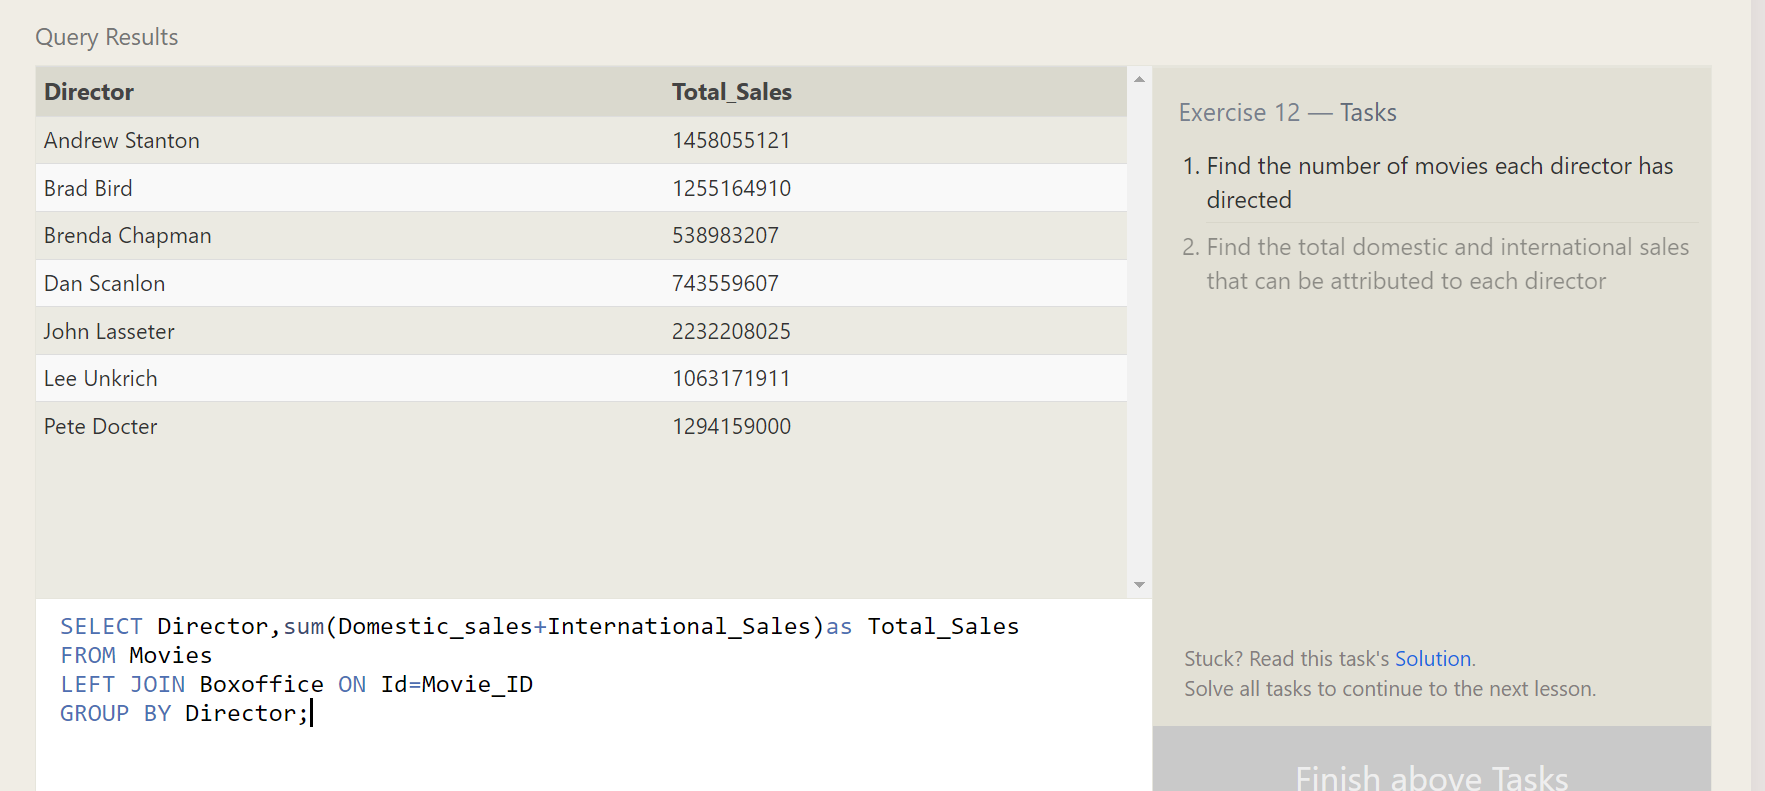 Query Results
Director Total_Sales
Andrew Stanton 1458055121
Brad Bird 1255164910
Brenda Chapman 538983207
Dan Scanlon 743559607
John Lasseter 2232208025
Lee Unkrich 1063171911
Pete Docter 1294159000
SELECT Director,sum(Domestic_sales+International_Sales)as Total_Sales
FROM Movies
LEFT JOIN Boxoffice ON Id=Movie_ID
GROUP BY Director;
Exercise 12 — Tasks
1. Find the number of movies each director has
directed
2. Find the total domestic and international sales
that can be attributed to each director
Stuck? Read this task's Solution.
Solve all tasks to continue to the next lesson.
Finish above Tasks